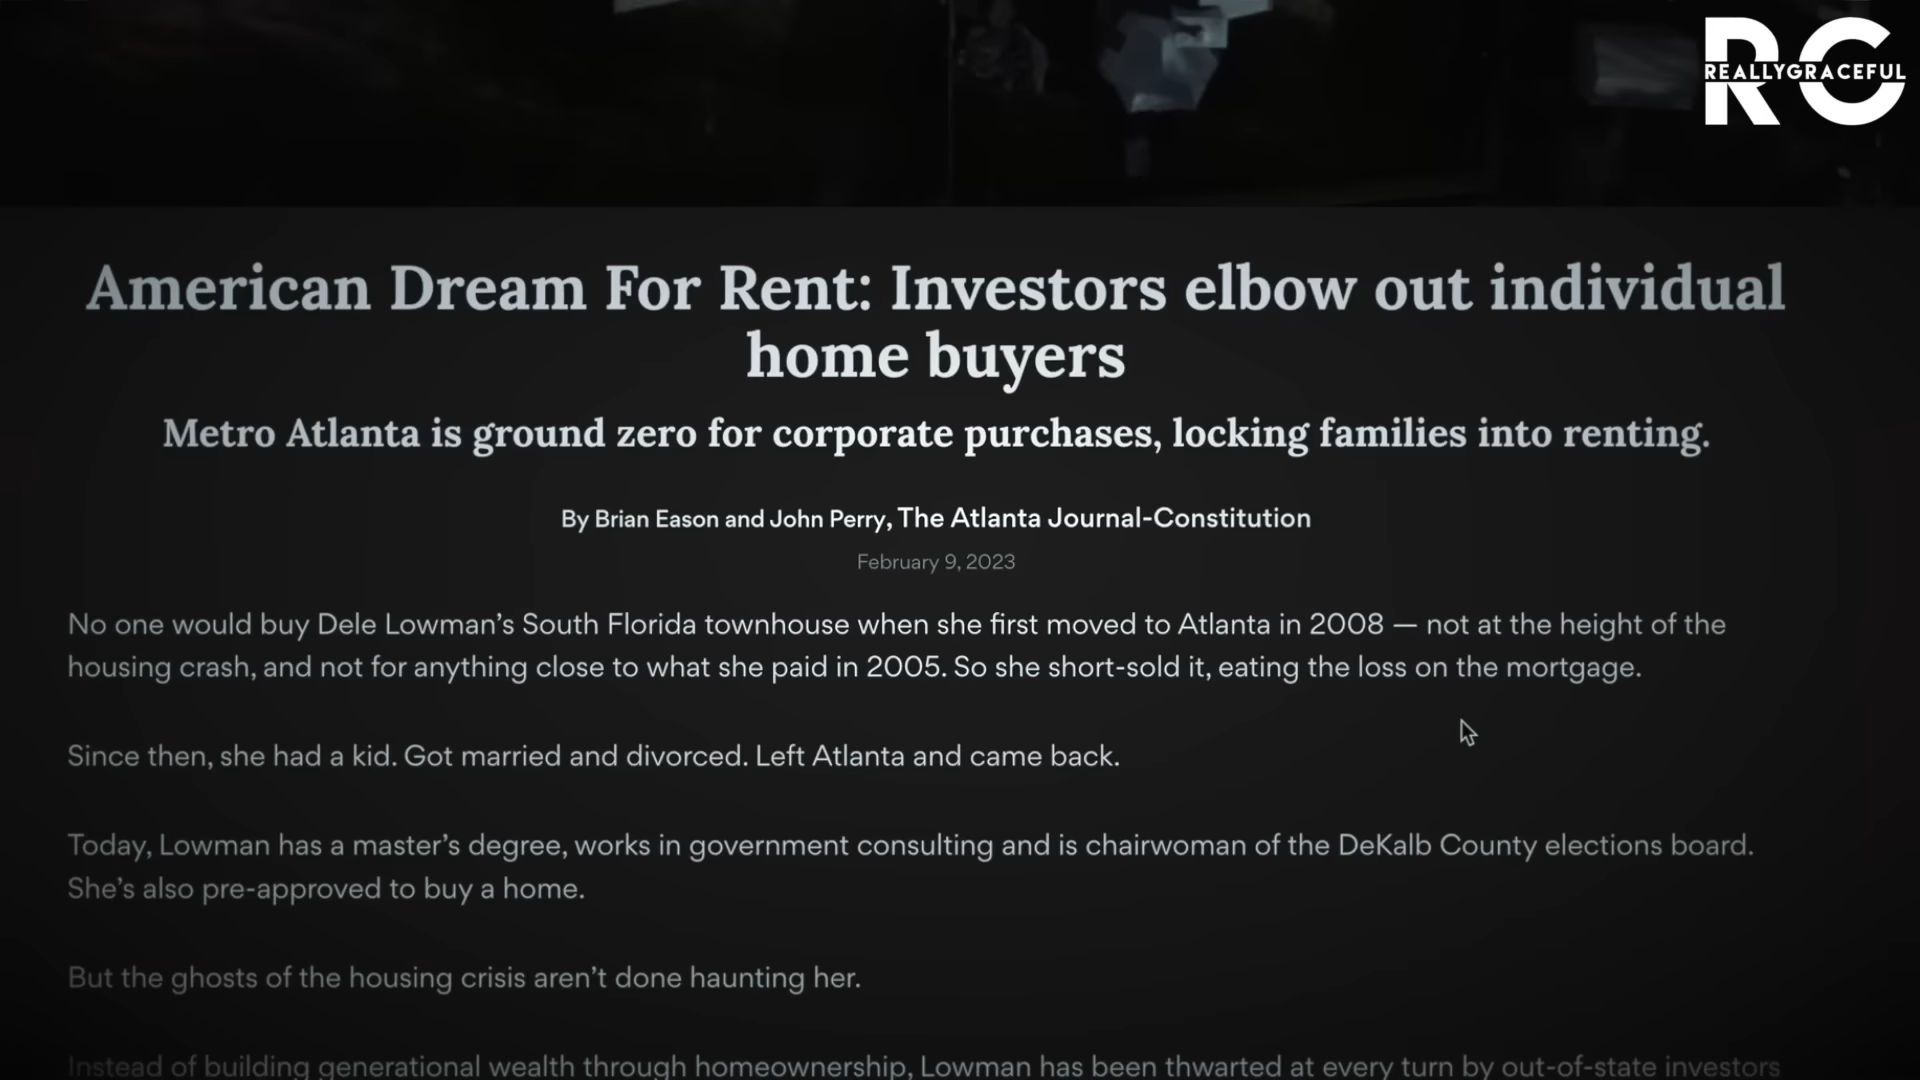 RG
REALLYGRACEFUL
American Dream For Rent: Investors elbow out individual
home buyers
Metro Atlanta is ground zero for corporate purchases, locking families into renting.
By Brian Eason and John Perry, The Atlanta Journal-Constitution
February 9, 2023
No one would buy Dele Lowman’s South Florida townhouse when she first moved to Atlanta in 2008 — not at the height of the
housing crash, and not for anything close to what she paid in 2005. So she short-sold it, eating the loss on the mortgage.
Since then, she had a kid. Got married and divorced. Left Atlanta and came back.
Today, Lowman has a master’s degree, works in government consulting and is chairwoman of the DeKalb County elections board.
She’s also pre-approved to buy a home.
But the ghosts of the housing crisis aren’t done haunting her.
Instead of building generational wealth through homeownership, Lowman has been thwarted at every turn by out-of-state investors